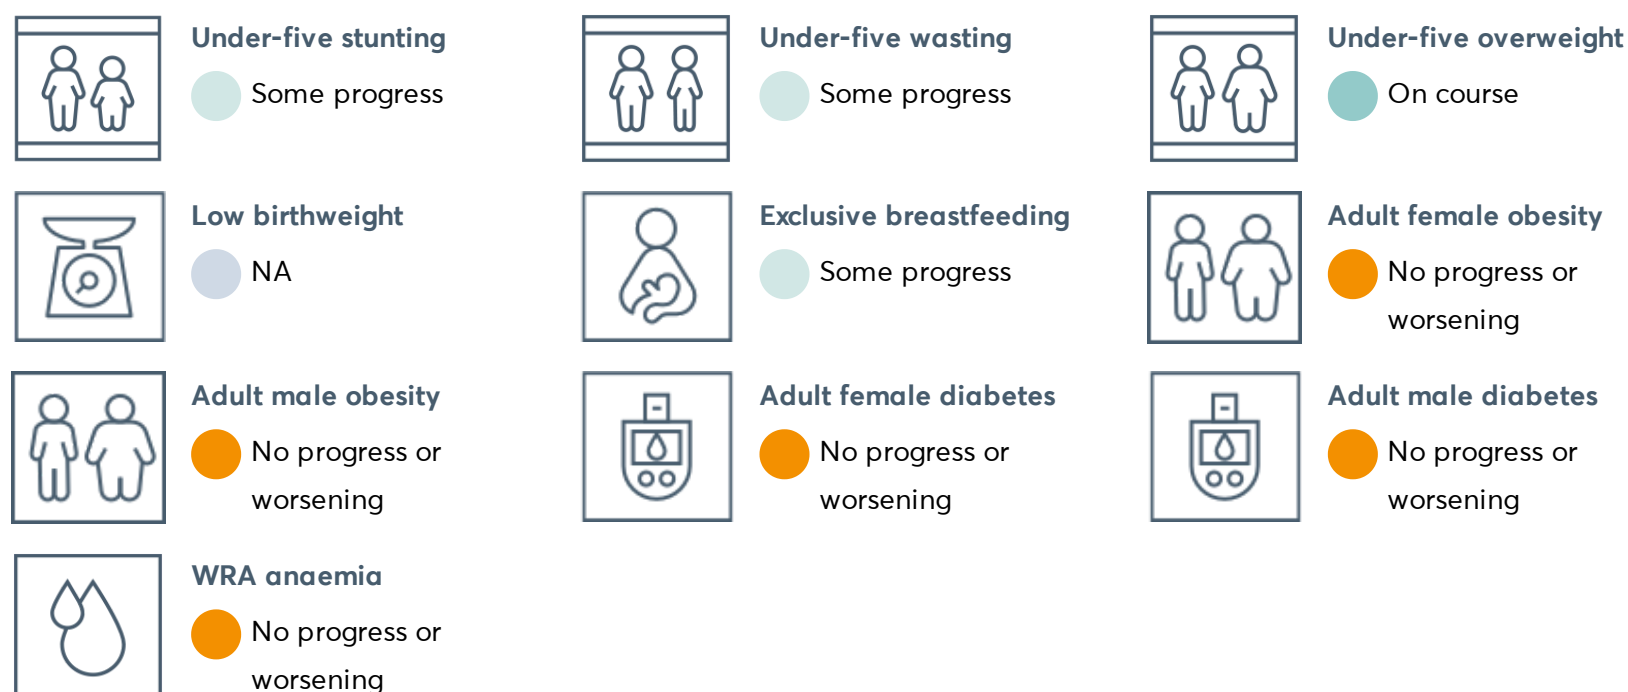 Under-five stunting
Some progress
Under-five wasting
Some progress
Under-five overweight
On course
Low birthweight
NA
Exclusive breastfeeding
Some progress
Adult female obesity
No progress or
worsening
Adult male obesity
No progress or
worsening
Adult female diabetes
No progress or
worsening
Adult male diabetes
No progress or
worsening
WRA anaemia
No progress or
worsening